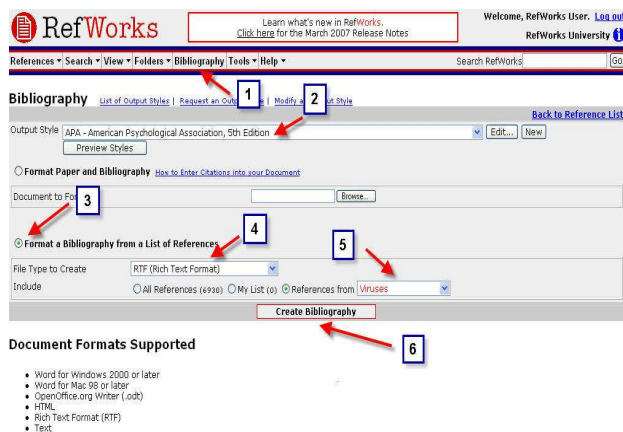 RefWorks
Learn what's new in RefWorks.
Click here for the March 2007 Release Notes
Welcome, RefWorks User. Log out
RefWorks University
References Search View Folders Bibliography Tools Help Search RefWorks Go
1
2
Bibliography List of Output Styles | Request an Output Style | Modify an Output Style
Back to Reference List
Output Style APA - American Psychological Association, 5th Edition Edit... New
Preview Styles
Format Paper and Bibliography How to Enter Citations into your Document
Document to Fo Browse...
3
4
5
Format a Bibliography from a List of References
File Type to Create RTF (Rich Text Format)
Include All References (6930) My List (0) References from Viruses
Create Bibliography
6
Document Formats Supported
• Word for Windows 2000 or later
• Word for Mac 98 or later
• OpenOffice.org Writer (.odt)
• HTML
• Rich Text Format (RTF)
• Text